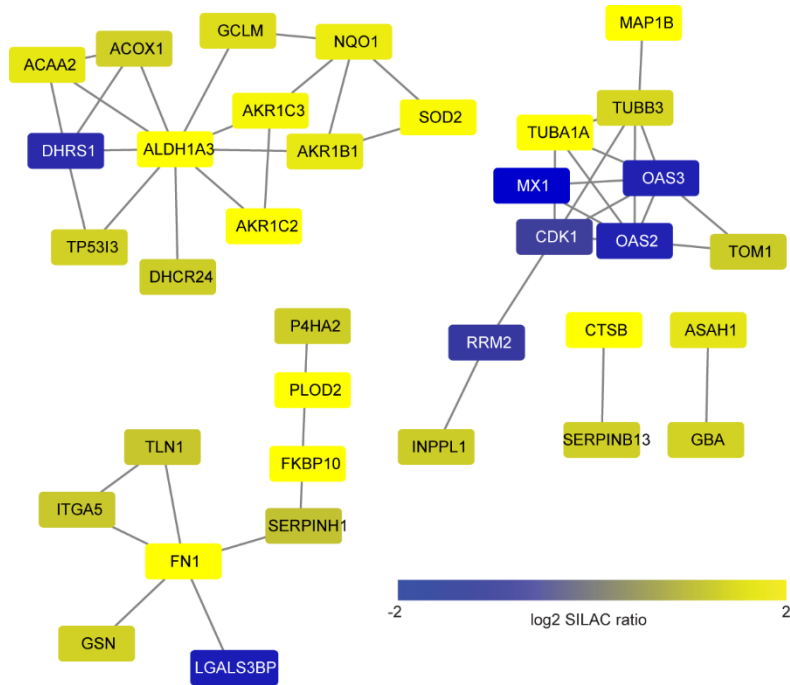 MAP1B
GCLM
NQO1
ACOX1
ACAA2
AKR1C3
SOD2
TUBB3
TUBA1A
DHRS1
ALDH1A3
AKR1B1
MX1
OAS3
AKR1C2
CDK1
OAS2
TP53I3
TOM1
DHCR24
P4HA2
RRM2
CTSB
ASAH1
PLOD2
TLN1
INPPL1
SERPINB13
GBA
FKBP10
ITGA5
SERPINH1
FN1
-2
2
log2 SILAC ratio
GSN
LGALS3BP